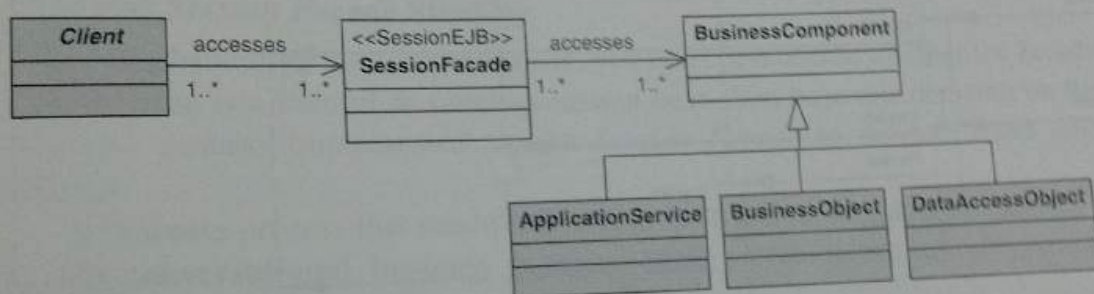 Client
accesses
1..*
1..*
<<SessionEJB>>
SessionFacade
accesses
1..*
1..*
BusinessComponent
ApplicationService
BusinessObject
DataAccessObject